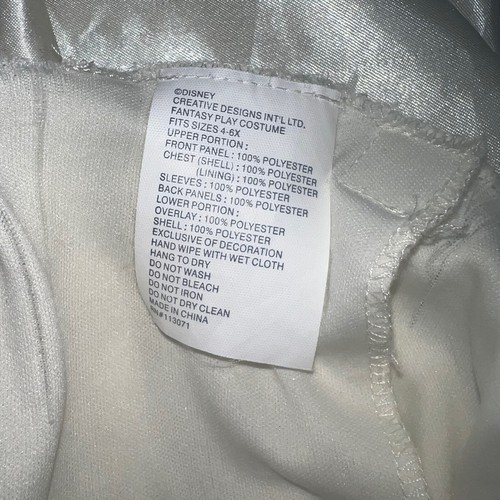 ©DISNEY
CREATIVE DESIGNS INT'L LTD.
FANTASY PLAY COSTUME
FITS SIZES 4-6X
UPPER PORTION :
FRONT PANEL : 100% POLYESTER
CHEST (SHELL) : 100% POLYESTER
(LINING) : 100% POLYESTER
SLEEVES : 100% POLYESTER
BACK PANELS : 100% POLYESTER
LOWER PORTION :
OVERLAY : 100% POLYESTER
SHELL : 100% POLYESTER
EXCLUSIVE OF DECORATION
HAND WIPE WITH WET CLOTH
HANG TO DRY
DO NOT WASH
DO NOT BLEACH
DO NOT IRON
DO NOT DRY CLEAN
MADE IN CHINA
RN#113071